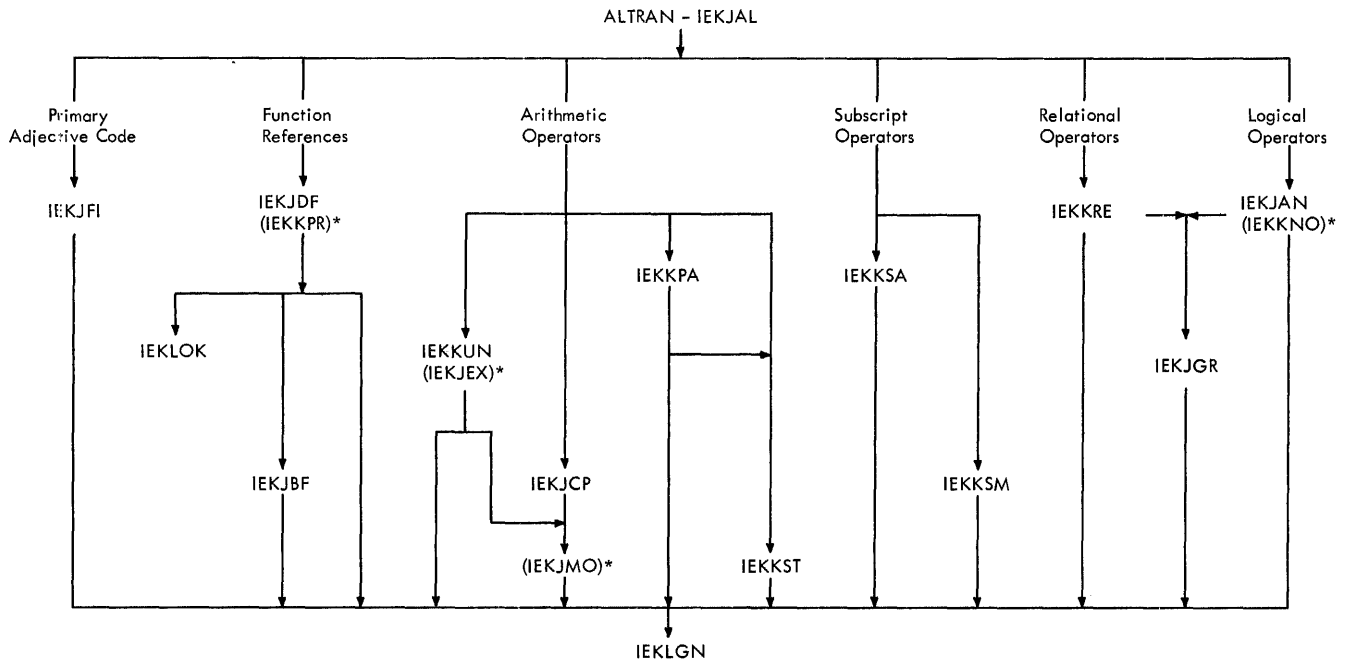 ALTRAN - IEKJAL
Primary
Adjective Code
Function
References
Arithmetic
Operators
Subscript
Operators
Relational
Operators
Logical
Operators
IEKJFI
IEKJDF
(IEKKPR)*
IEKKRE
IEKJAN
(IEKKNO)*
IEKKPA
IEKKSA
IEKLOK
IEKKUN
(IEKJEX)*
IEKJGR
IEKJBF
IEKJCP
IEKKSM
(IEKJMO)*
IEKKST
IEKLGN